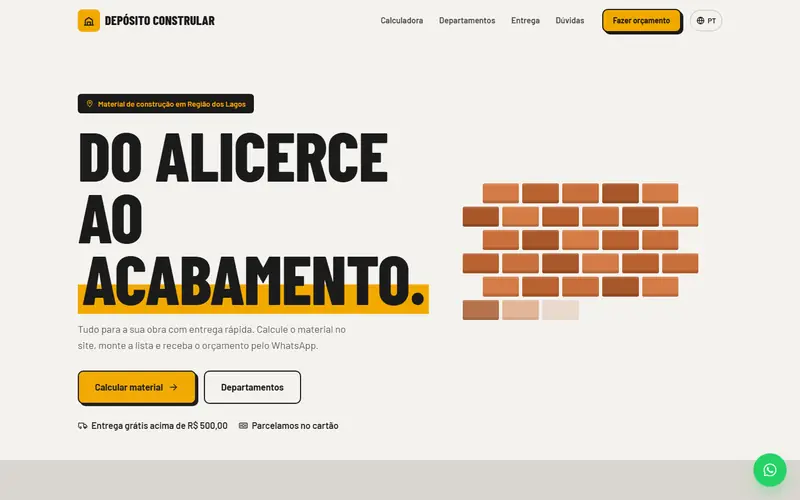 DEPÓSITO CONSTRULAR
Calculadora
Departamentos
Entrega
Dúvidas
Fazer orçamento
PT
Material de construção em Região dos Lagos
DO ALICERCE
AO
ACABAMENTO.
Tudo para a sua obra com entrega rápida. Calcule o material no
site, monte a lista e receba o orçamento pelo WhatsApp.
Calcular material
Departamentos
Entrega grátis acima de R$ 500,00
Parcelamos no cartão